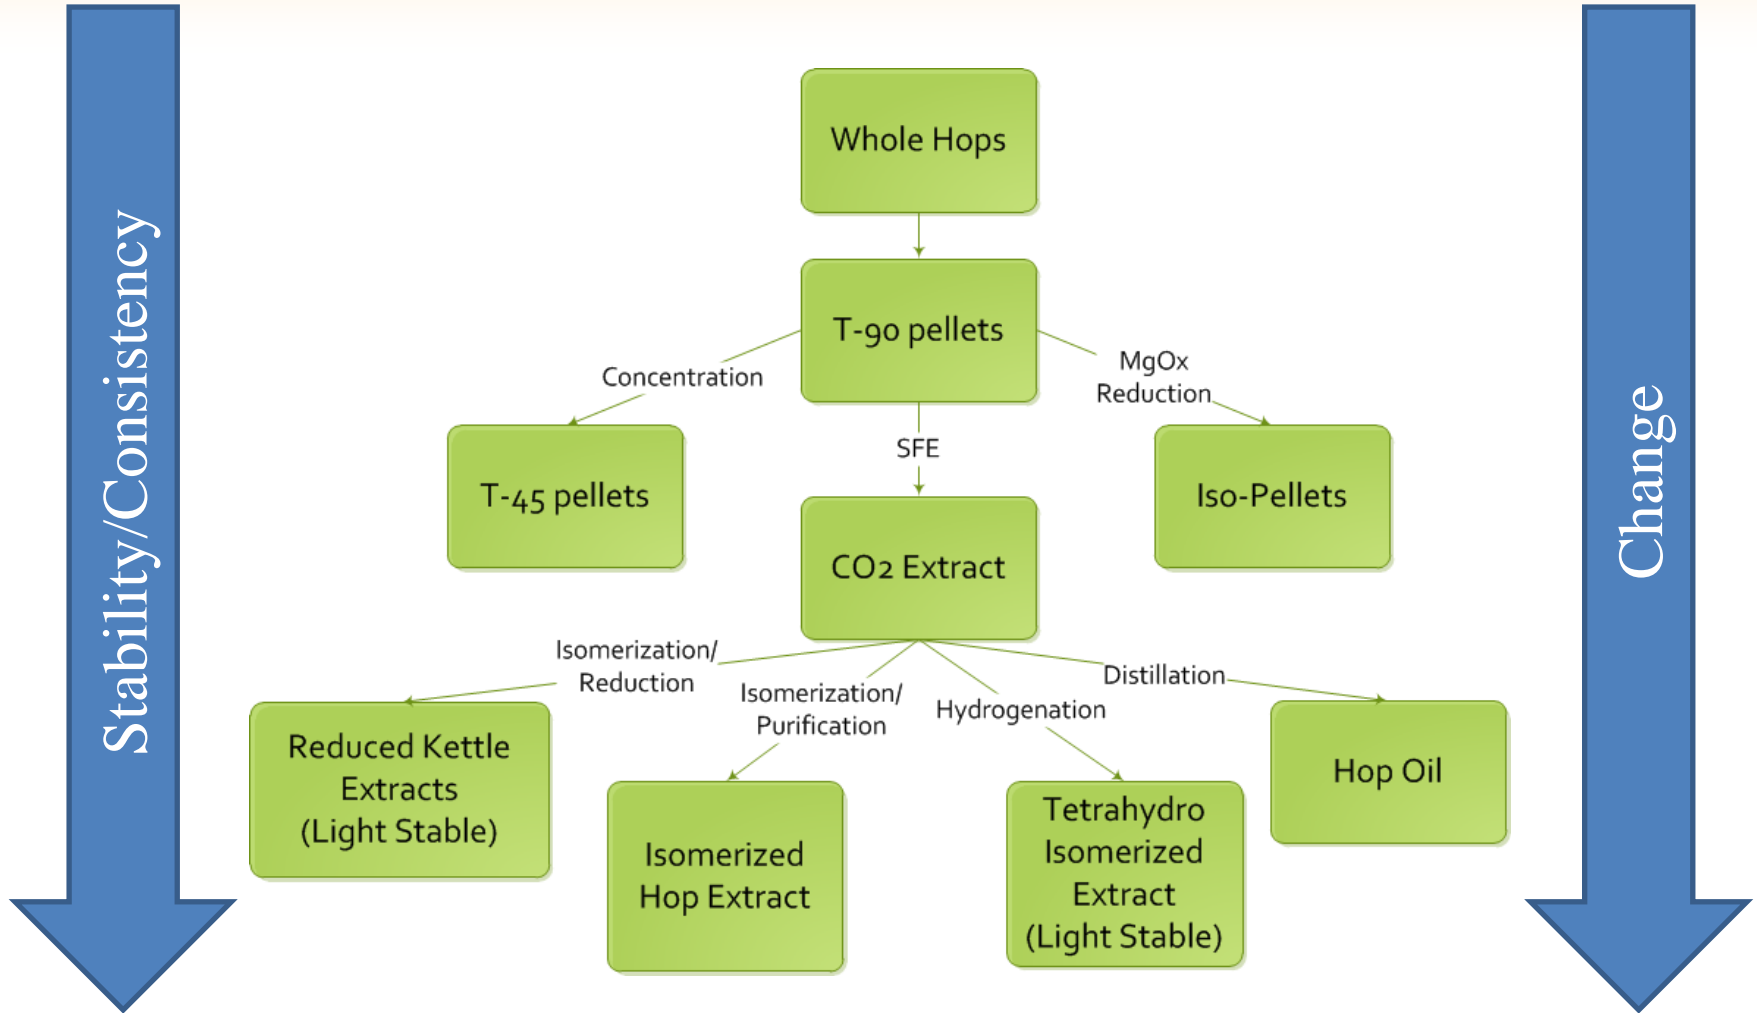 Stability/Consistency
Whole Hops
T-90 pellets
Concentration
MgOx
Reduction
SFE
T-45 pellets
Iso-Pellets
CO2 Extract
Isomerization/
Reduction
Isomerization/
Purification
Hydrogenation
Distillation
Reduced Kettle
Extracts
(Light Stable)
Isomerized
Hop Extract
Tetrahydro
Isomerized
Extract
(Light Stable)
Hop Oil
Change